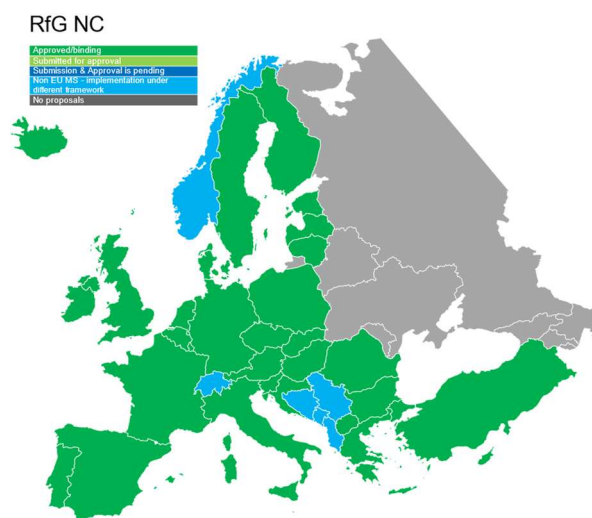 RfG NC
Approved/binding
Submitted for approval
Submission & Approval is pending
Non EU MS - implementation under
different framework
No proposals